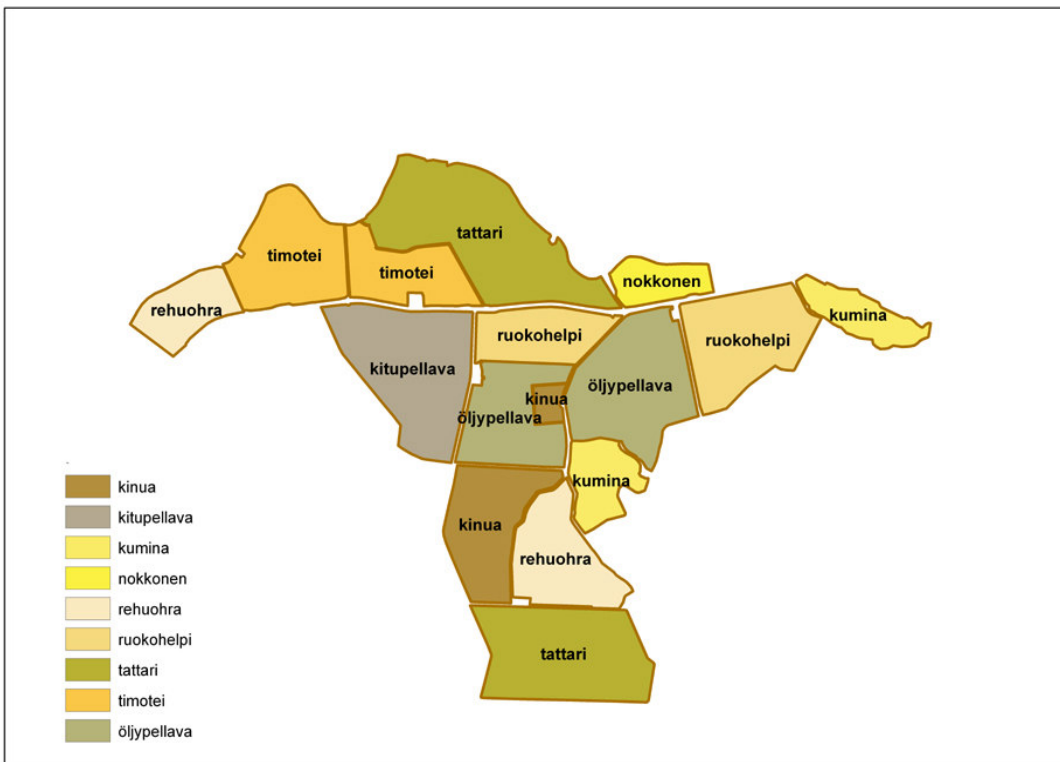 tattari
timotei
timotei
nokkonen
rehuohra
kumina
ruokohelpi
ruokohelpi
kitupellava
öljypellava
kinua
öljypellava
kumina
kinua
rehuohra
tattari
kinua
kitupellava
kumina
nokkonen
rehuohra
ruokohelpi
tattari
timotei
öljypellava